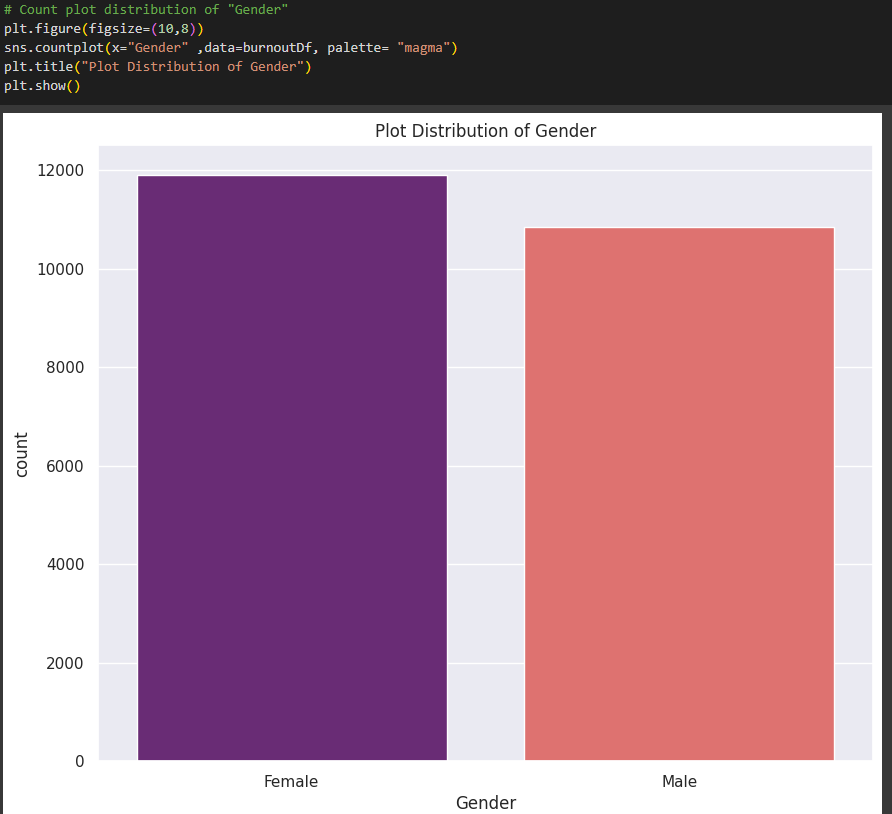 # Count plot distribution of "Gender"
plt.figure(figsize=(10,8))
sns.countplot(x="Gender" ,data=burnoutDf, palette= "magma")
plt.title("Plot Distribution of Gender")
plt.show()
Plot Distribution of Gender
12000
10000
8000
6000
4000
2000
0
count
Female Male
Gender